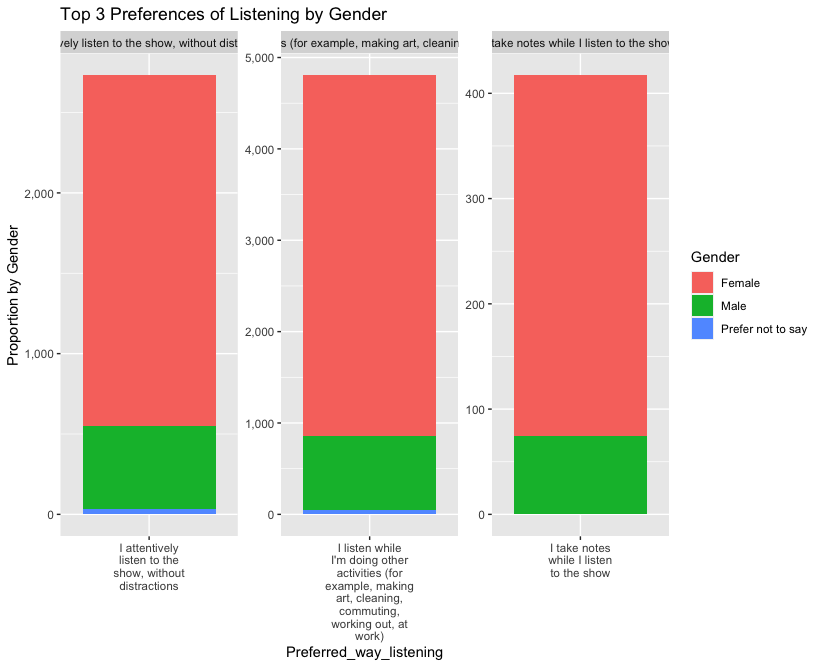 Top 3 Preferences of Listening by Gender
vely listen to the show, without dist
s (for example, making art, cleanin
take notes while I listen to the show
Proportion by Gender
2,000
1,000
0
5,000
4,000
3,000
2,000
1,000
0
400
300
200
100
0
I attentively
listen to the
show, without
distractions
I listen while
I'm doing other
activities (for
example, making
art, cleaning,
commuting,
working out, at
work)
I take notes
while I listen
to the show
Preferred_way_listening
Gender
Female
Male
Prefer not to say